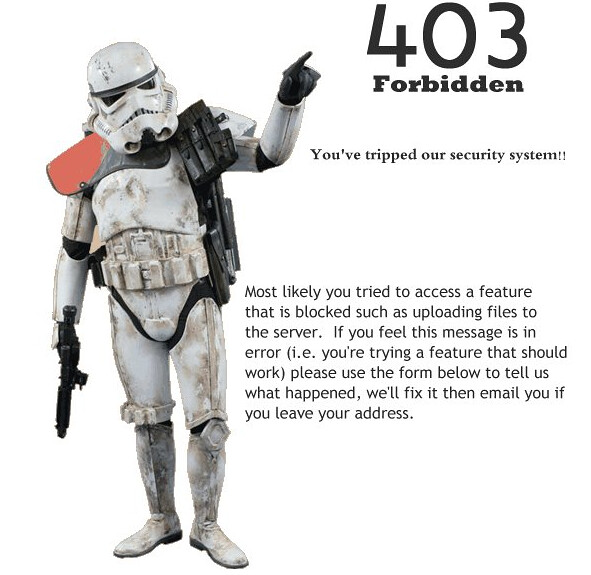 403
Forbidden
You've tripped our security system!!
Most likely you tried to access a feature
that is blocked such as uploading files to
the server.  If you feel this message is in
error (i.e. you're trying a feature that should
work) please use the form below to tell us
what happened, we'll fix it then email you if
you leave your address.